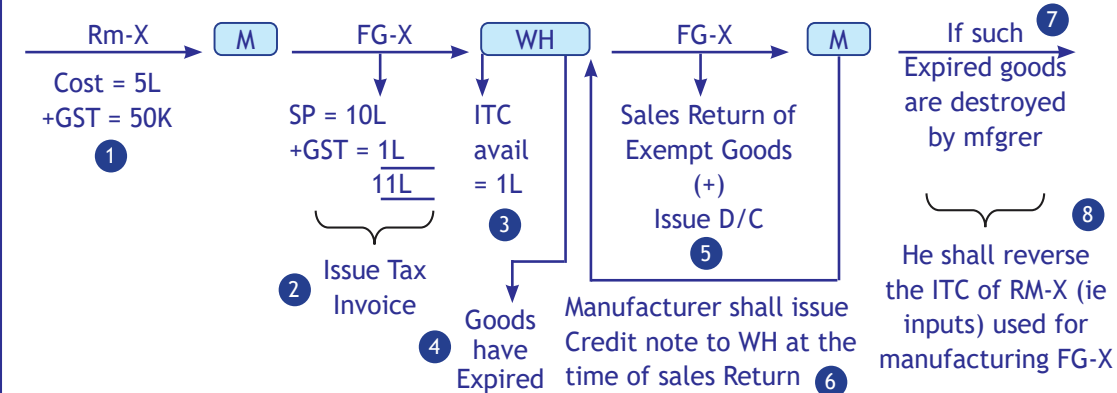 Rm-X
Cost = 5L
+GST = 50K
1
M
FG-X
SP = 10L
+GST = 1L
11L
2
Issue Tax
Invoice
WH
ITC
avail
= 1L
3
4
Goods
have
Expired
FG-X
Sales Return of
Exempt Goods
(+)
Issue D/C
5
Manufacturer shall issue
Credit note to WH at the
time of sales Return 6
M
If such 7
Expired goods
are destroyed
by mfgrer
8
He shall reverse
the ITC of RM-X (ie
inputs) used for
manufacturing FG-X